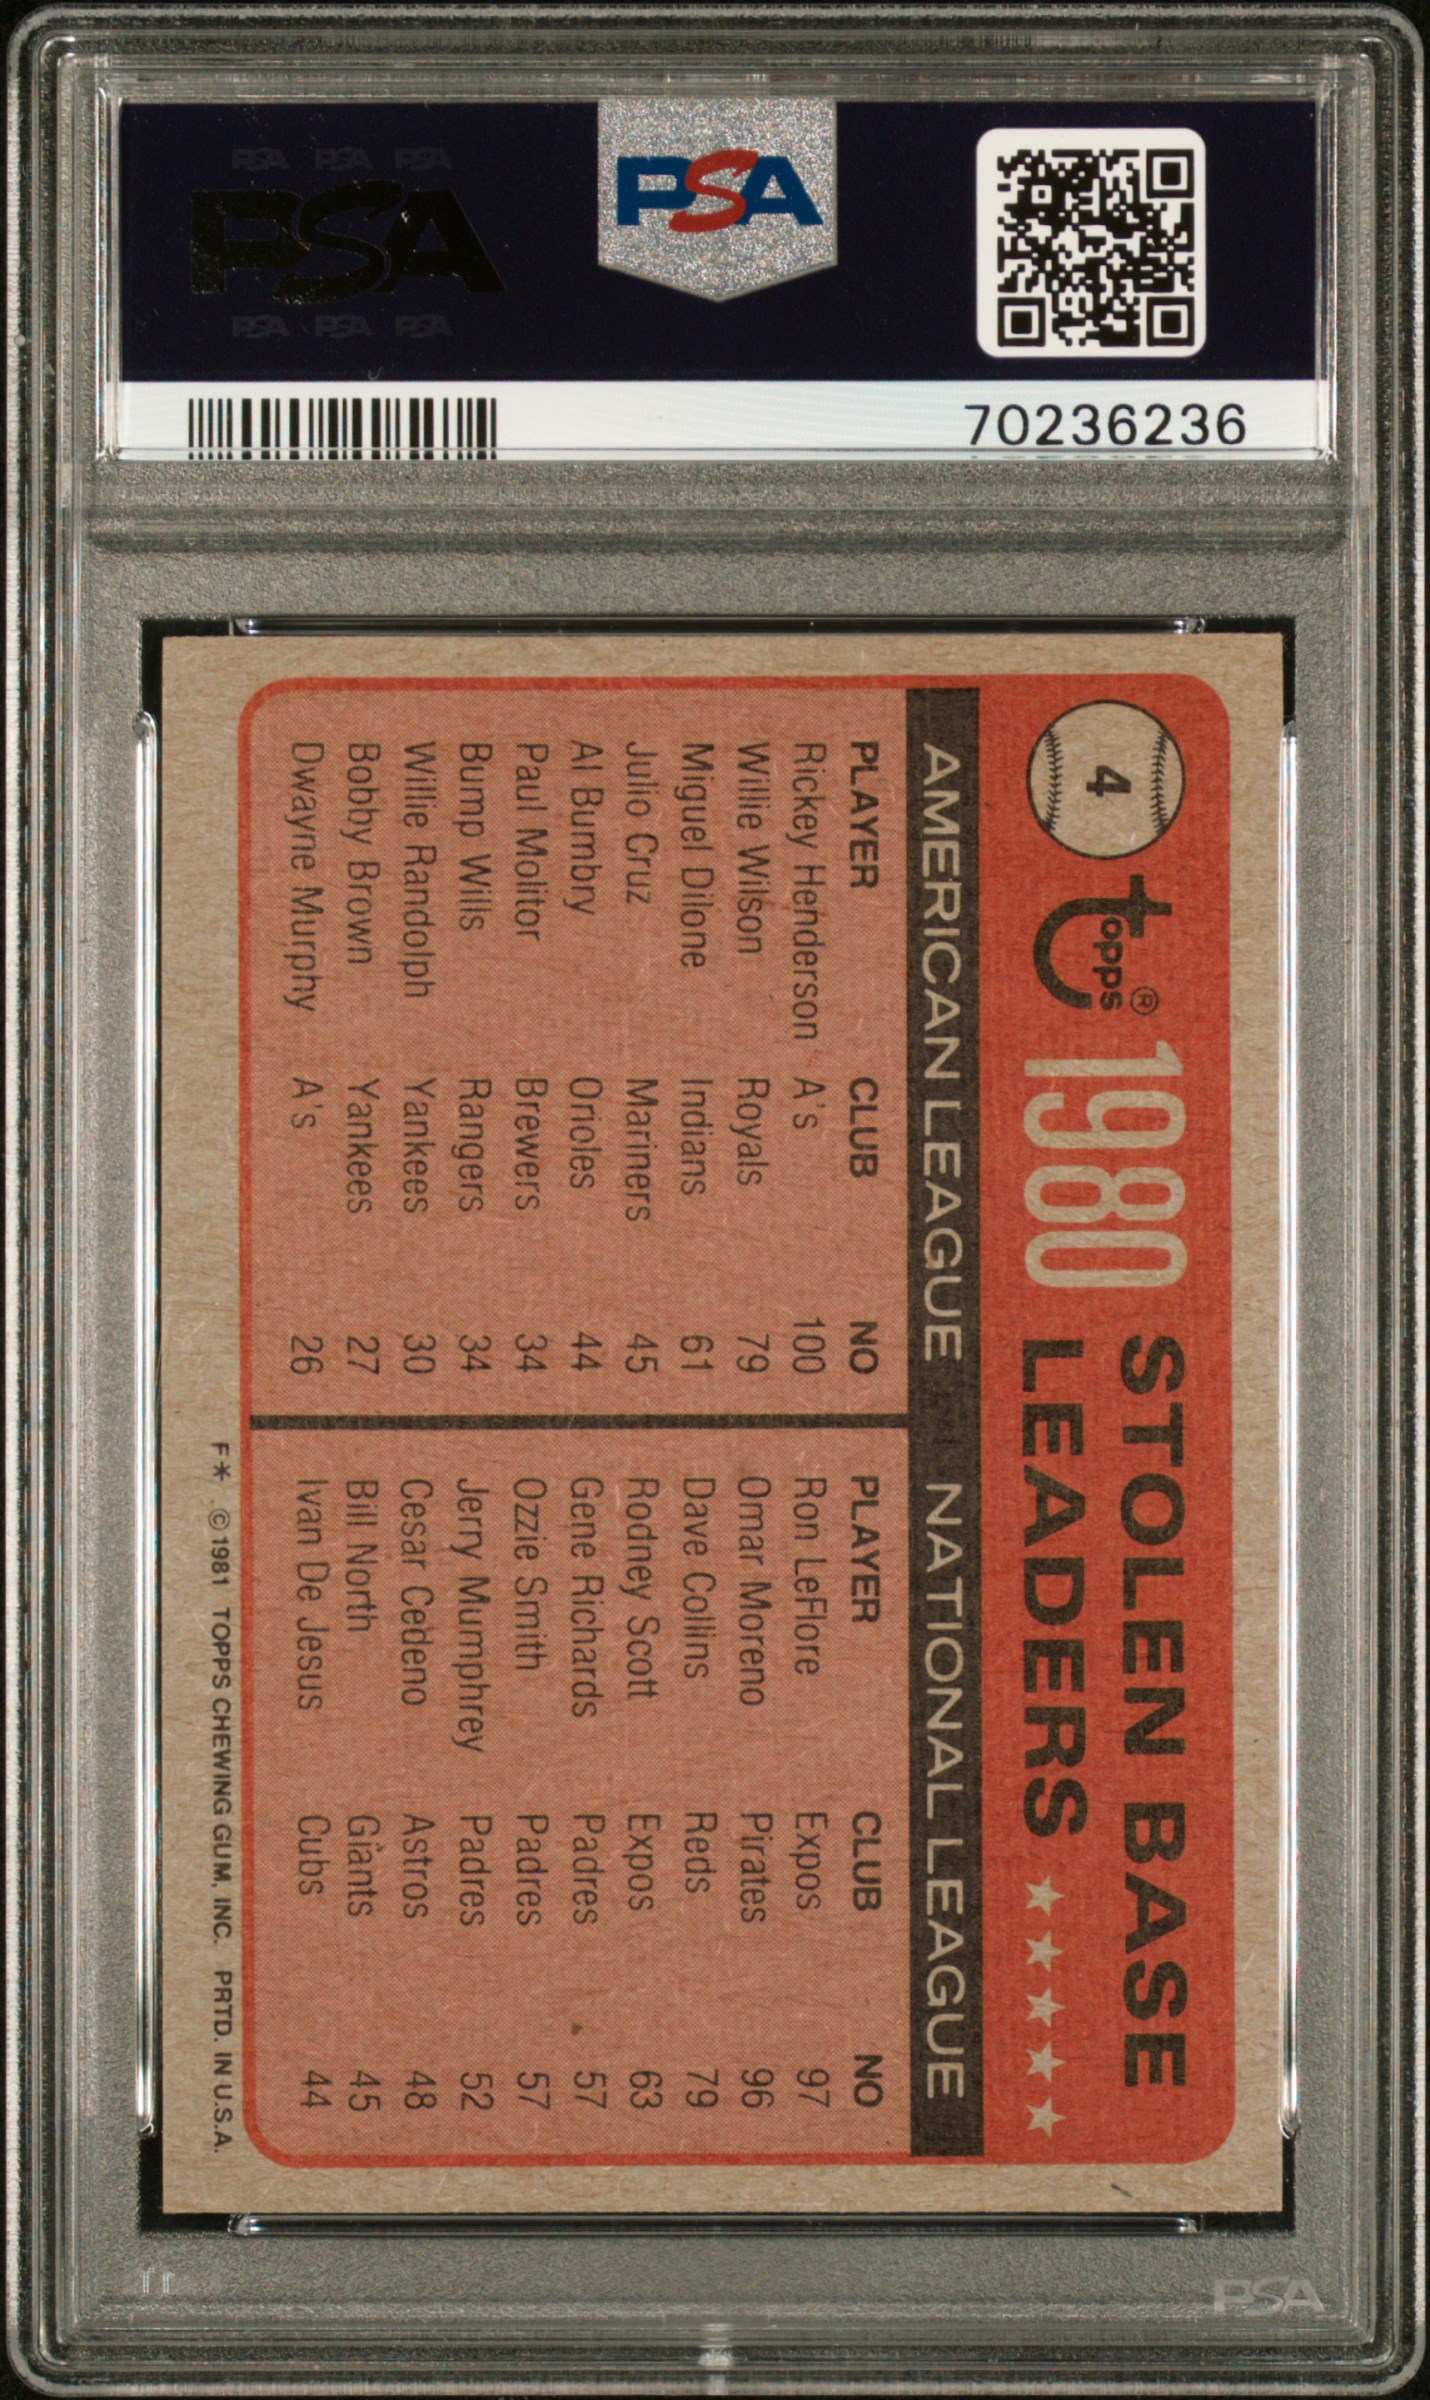 PSA PSA PSA
PSA
PSA PSA PSA
PSA
70236236
4
Topps®
1980 STOLEN BASE
LEADERS ★★★★★
AMERICAN LEAGUE
PLAYER CLUB NO
Rickey Henderson A's 100
Willie Wilson Royals 79
Miguel Dilone Indians 61
Julio Cruz Mariners 45
Al Bumbry Orioles 44
Paul Molitor Brewers 34
Bump Wills Rangers 34
Willie Randolph Yankees 30
Bobby Brown Yankees 27
Dwayne Murphy A's 26
NATIONAL LEAGUE
PLAYER CLUB NO
Ron LeFlore Expos 97
Omar Moreno Pirates 96
Dave Collins Reds 79
Rodney Scott Expos 63
Gene Richards Padres 57
Ozzie Smith Padres 57
Jerry Mumphrey Padres 52
Cesar Cedeno Astros 48
Bill North Giants 45
Ivan De Jesus Cubs 44
F* ©1981 TOPPS CHEWING GUM, INC. PRTD. IN U.S.A.
PSA